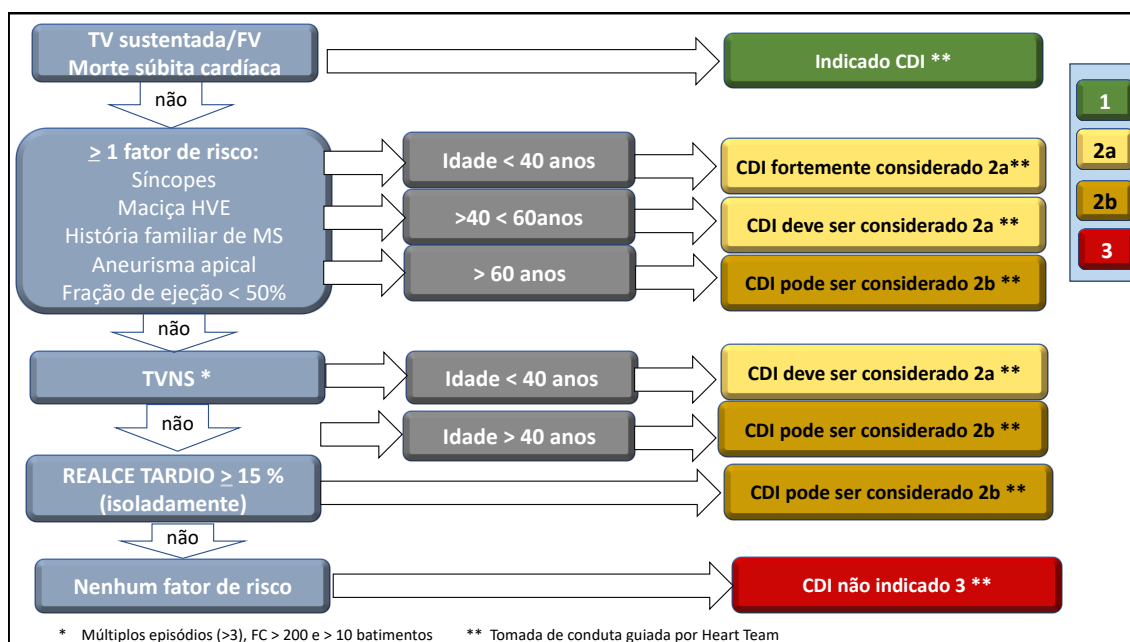 TV sustentada/FV
Morte súbita cardíaca
Indicado CDI **
não
≥ 1 fator de risco:
Síncopes
Maciça HVE
História familiar de MS
Aneurisma apical
Fração de ejeção < 50%
Idade < 40 anos
CDI fortemente considerado 2a**
>40 < 60anos
CDI deve ser considerado 2a **
> 60 anos
CDI pode ser considerado 2b **
não
TVNS *
Idade < 40 anos
CDI deve ser considerado 2a **
não
Idade > 40 anos
CDI pode ser considerado 2b **
REALCE TARDIO ≥ 15 %
(isoladamente)
CDI pode ser considerado 2b **
não
Nenhum fator de risco
CDI não indicado 3 **
1
2a
2b
3
* Múltiplos episódios (>3), FC > 200 e > 10 batimentos
** Tomada de conduta guiada por Heart Team